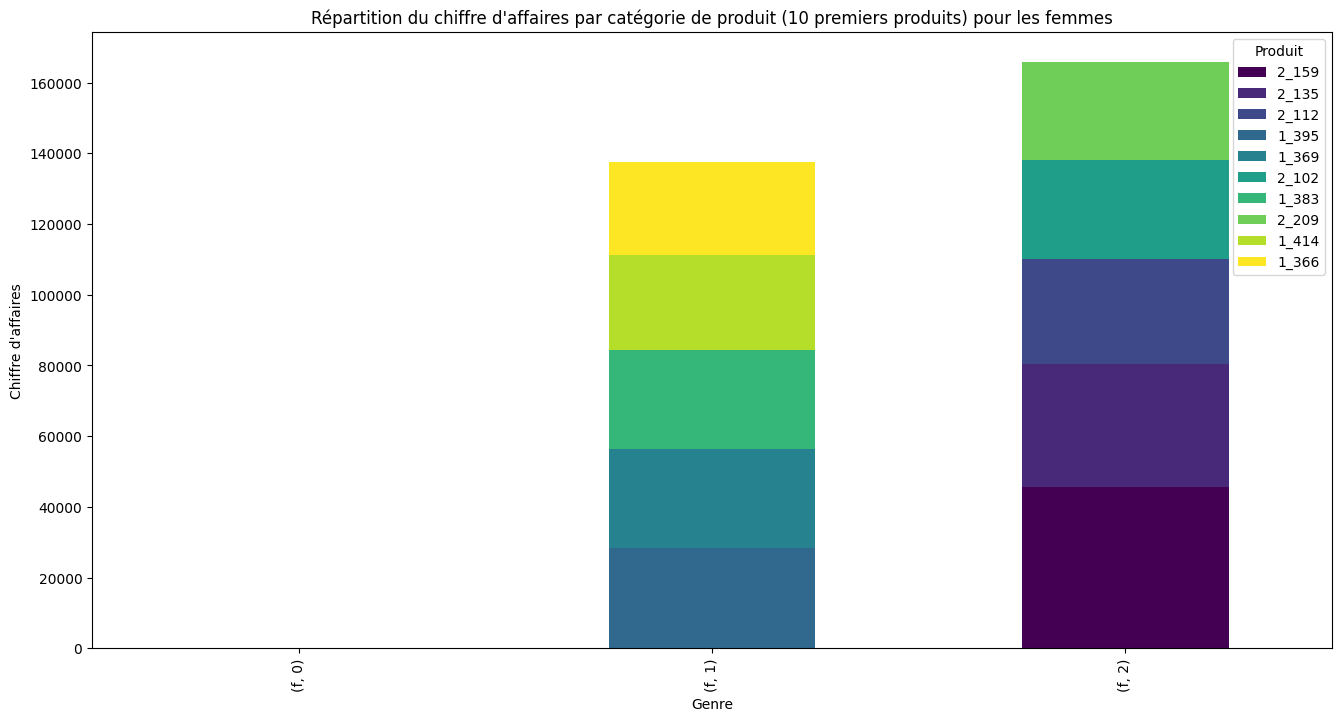 Répartition du chiffre d'affaires par catégorie de produit (10 premiers produits) pour les femmes
Chiffre d'affaires
160000
140000
120000
100000
80000
60000
40000
20000
0
(f, 0)
(f, 1)
(f, 2)
Genre
Produit
2_159
2_135
2_112
1_395
1_369
2_102
1_383
2_209
1_414
1_366